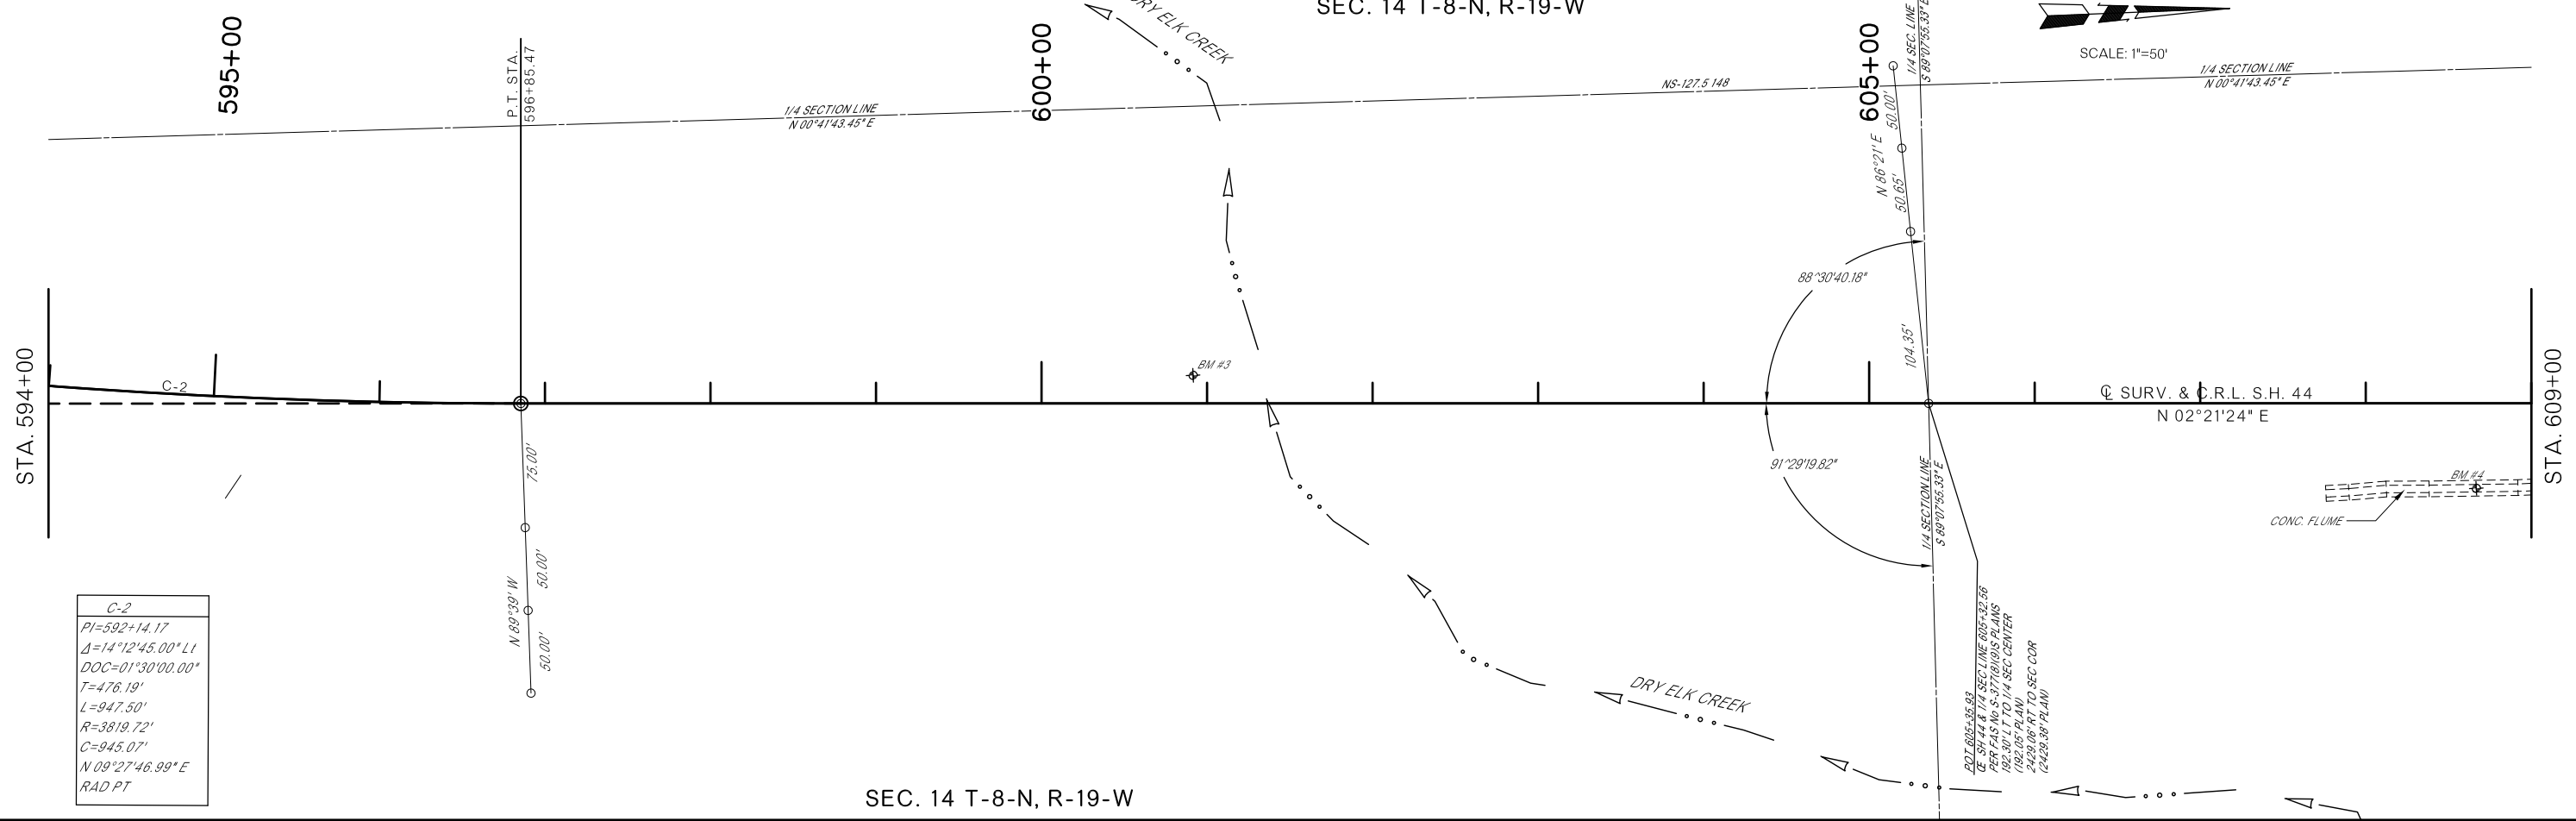 SEC. 14 T-8-N, R-19-W
SCALE: 1"=50'
595+00
P.T. STA.
596+85.47
600+00
DRY ELK CREEK
605+00
1/4 SEC. LINE
S 89°07'55.33" E
1/4 SECTION LINE
N 00°41'43.45" E
NS-127.5 148
1/4 SECTION LINE
N 00°41'43.45" E
N 86°21' E
50.00'
50.65'
104.35'
88^30'40.18"
91^29'19.82"
STA. 594+00
C-2
BM #3
℄ SURV. & C.R.L. S.H. 44
N 02°21'24" E
STA. 609+00
75.00'
50.00'
N 89°39' W
50.00'
1/4 SECTION LINE
S 89°07'55.33" E
BM #4
CONC. FLUME
C-2
PI=592+14.17
Δ=14°12'45.00" Lt
DOC=01°30'00.00"
T=476.19'
L=947.50'
R=3819.72'
C=945.07'
N 09°27'46.99" E
RAD PT
DRY ELK CREEK
POT 605+35.93
Œ SH 44 & 1/4 SEC LINE 605+32.56
PER FAS No S-377(8)(9)S PLANS
192.30' LT TO 1/4 SEC CENTER
(192.05' PLAN)
2429.06' RT TO SEC COR
(2429.38' PLAN)
SEC. 14 T-8-N, R-19-W